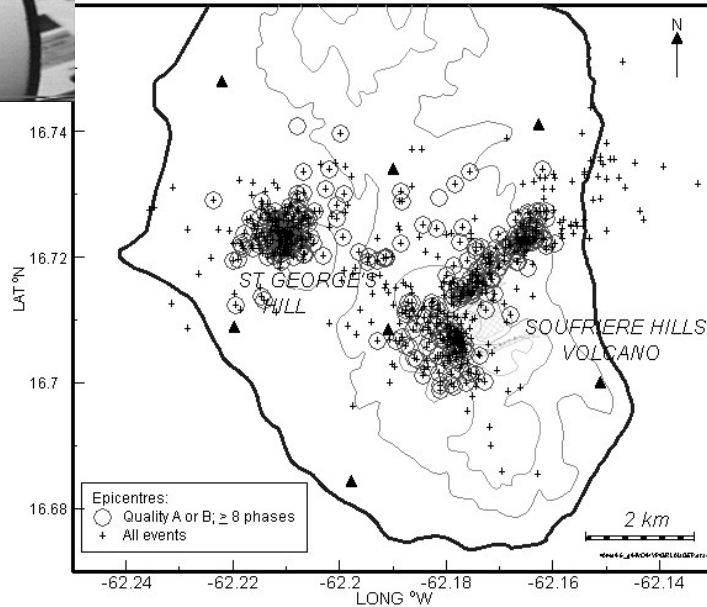 N
16.74
16.72
16.7
16.68
LAT °N
ST GEORGE'S
HILL
SOUFRIERE HILLS
VOLCANO
Epicentres:
Quality A or B; ≥ 8 phases
All events
2 km
-62.24
-62.22
-62.2
-62.18
-62.16
-62.14
LONG °W